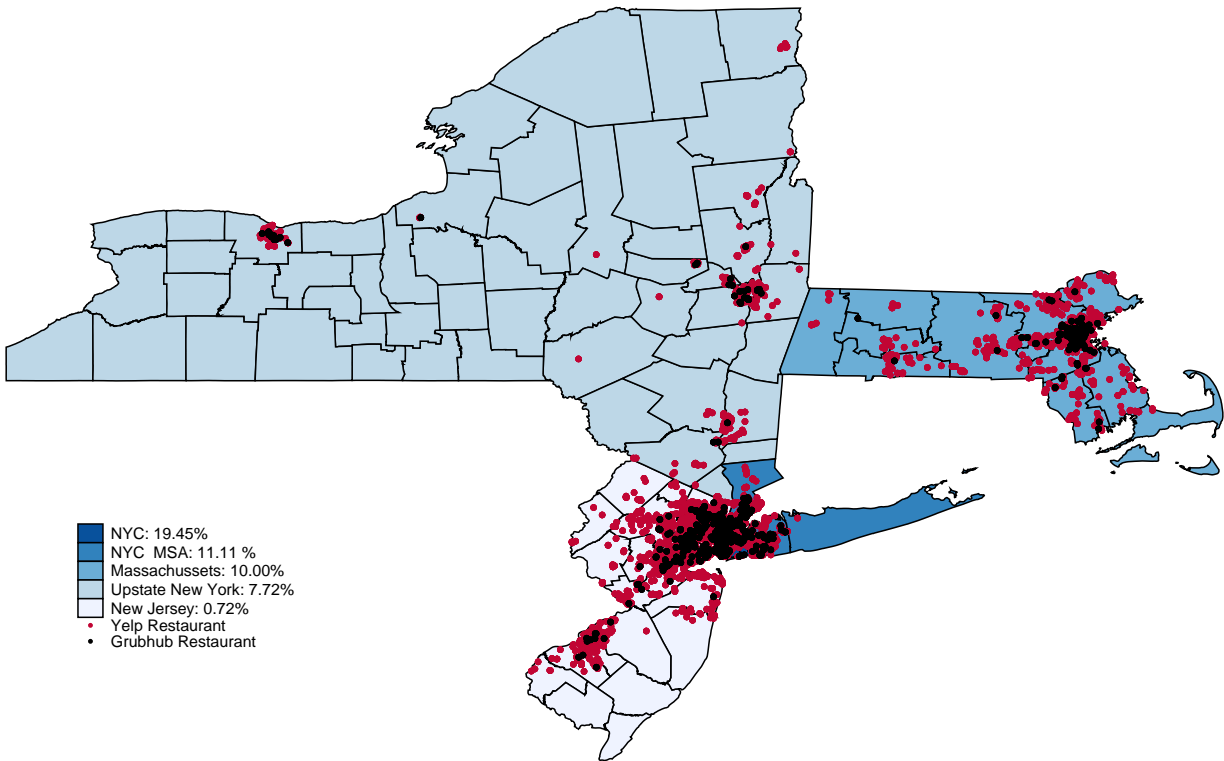 NYC: 19.45%
NYC MSA: 11.11 %
Massachussets: 10.00%
Upstate New York: 7.72%
New Jersey: 0.72%
Yelp Restaurant
Grubhub Restaurant